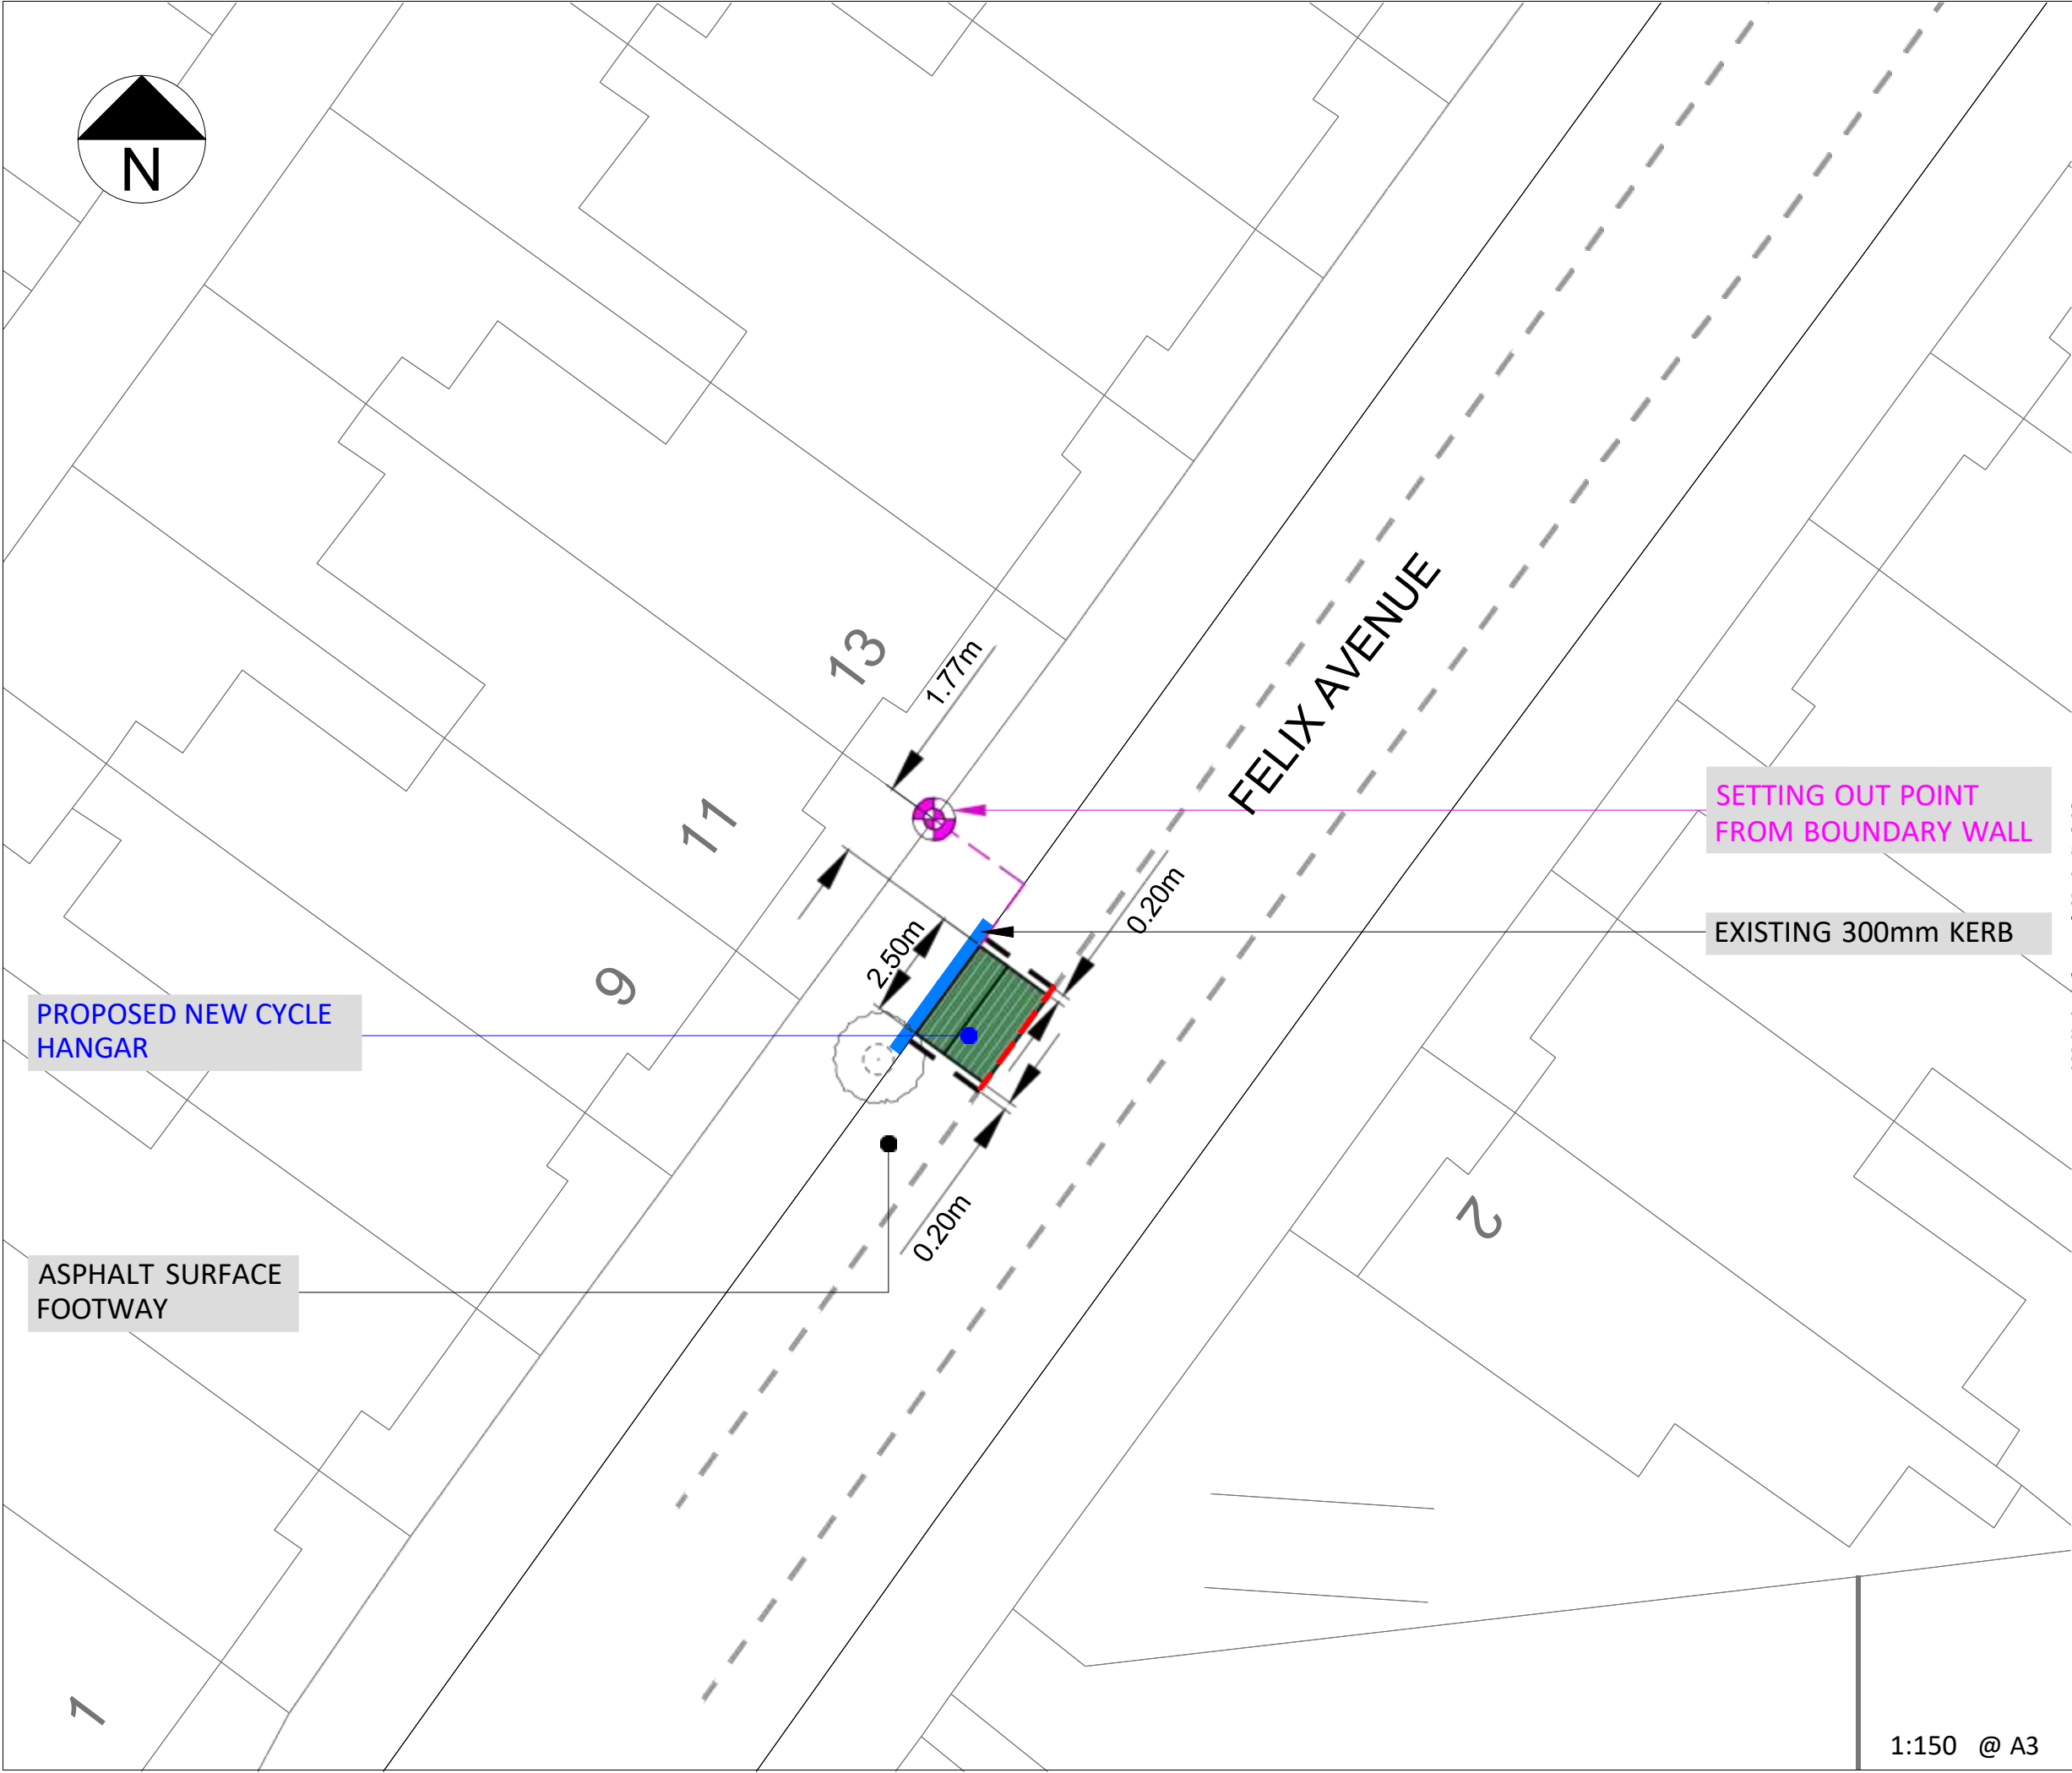 N
13
1.77m
FELIX AVENUE
11
SETTING OUT POINT
FROM BOUNDARY WALL
0.20m
EXISTING 300mm KERB
2.50m
9
PROPOSED NEW CYCLE
HANGAR
2
0.20m
ASPHALT SURFACE
FOOTWAY
1
1:150 @ A3